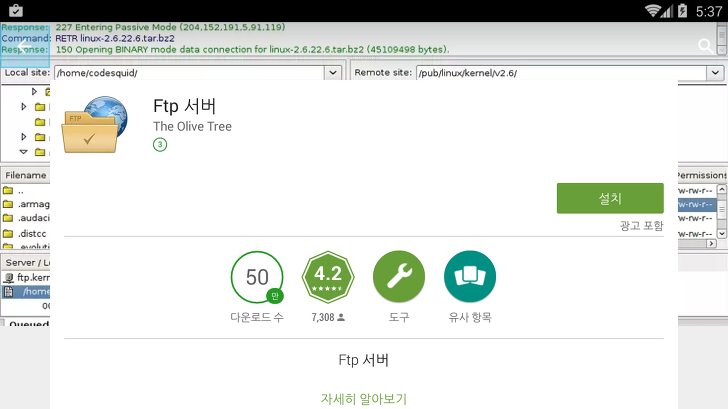 5:37
Response: 227 Entering Passive Mode (204,152,191,5,91,119)
Command: RETR linux-2.6.22.6.tar.bz2
Response: 150 Opening BINARY mode data connection for linux-2.6.22.6.tar.bz2 (45109498 bytes).
Local site: /home/codesquid/ Remote site: /pub/linux/kernel/v2.6/
FTP
Ftp 서버
The Olive Tree
3
Filename Permissions
..
.armag
.audaci
.distcc
rw-rw-r--
rw-rw-r--
rw-rw-r--
rw-rw-r--
설치
광고 포함
Server / Lo
ftp.kern
/home
00
50
만
4.2
다운로드 수
7,308
도구
유사 항목
Ftp 서버
자세히 알아보기